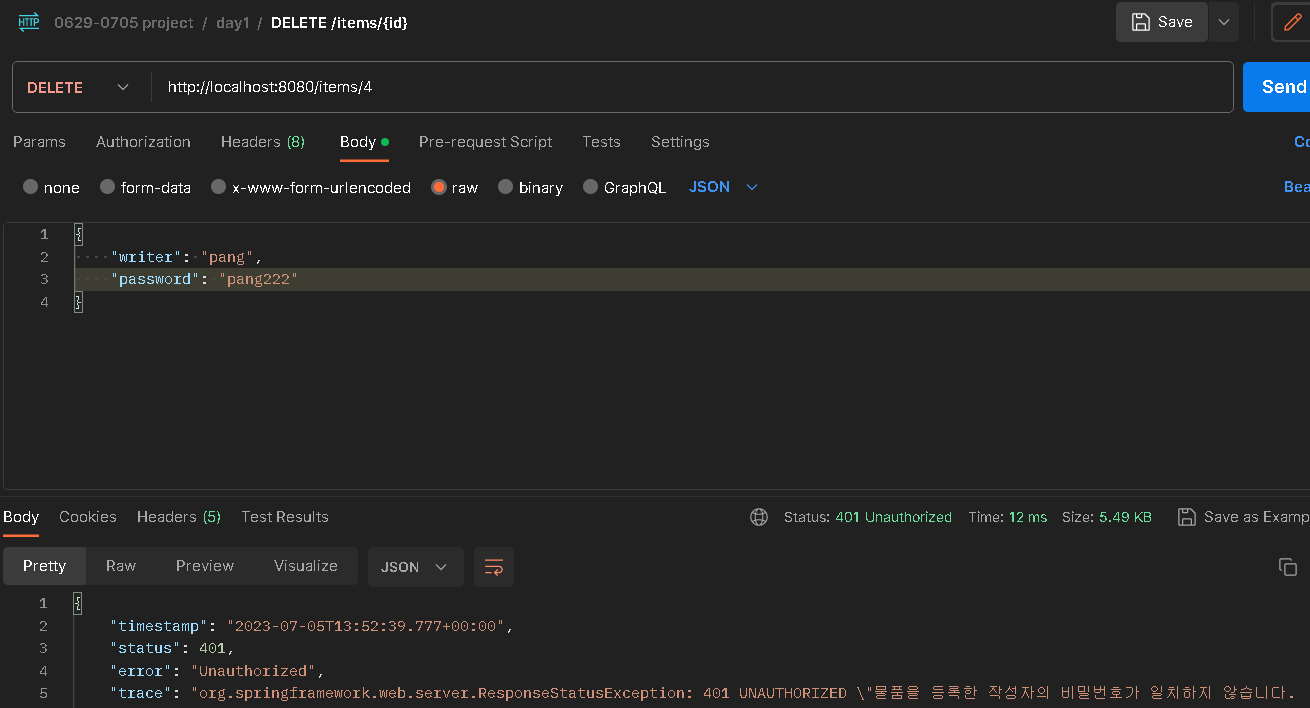 HTTP 0629-0705 project / day1 / DELETE /items/{id} Save
DELETE http://localhost:8080/items/4 Send
Params Authorization Headers (8) Body Pre-request Script Tests Settings
none form-data x-www-form-urlencoded raw binary GraphQL JSON
1 {
2 "writer": "pang",
3 "password": "pang222"
4 }
Body Cookies Headers (5) Test Results Status: 401 Unauthorized Time: 12 ms Size: 5.49 KB Save as Examp
Pretty Raw Preview Visualize JSON
1 {
2 "timestamp": "2023-07-05T13:52:39.777+00:00",
3 "status": 401,
4 "error": "Unauthorized",
5 "trace": "org.springframework.web.server.ResponseStatusException: 401 UNAUTHORIZED \"물품을 등록한 작성자의 비밀번호가 일치하지 않습니다.